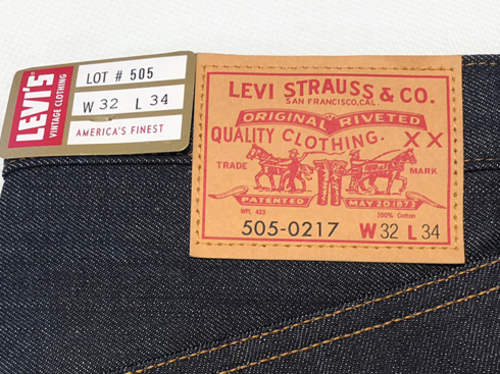 LEVI'S
VINTAGE CLOTHING
LOT # 505
W 32 L 34
AMERICA'S FINEST
LEVI STRAUSS & CO.
SAN FRANCISCO, CAL.
ORIGINAL RIVETED
QUALITY CLOTHING. XX
TRADE MARK
PATENTED MAY 20 1873
WPL 423 100% Cotton
505-0217 W 32 L 34